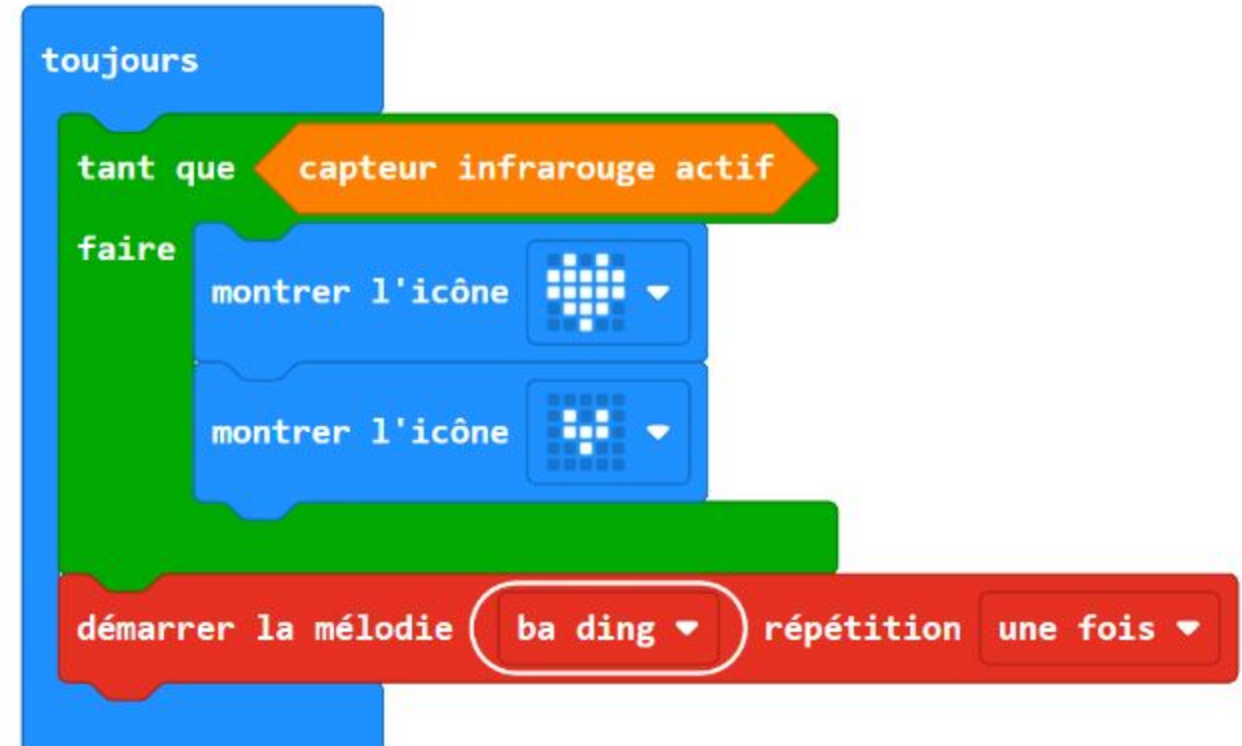 toujours
tant que capteur infrarouge actif
faire
montrer l'icône
montrer l'icône
démarrer la mélodie ba ding répétition une fois